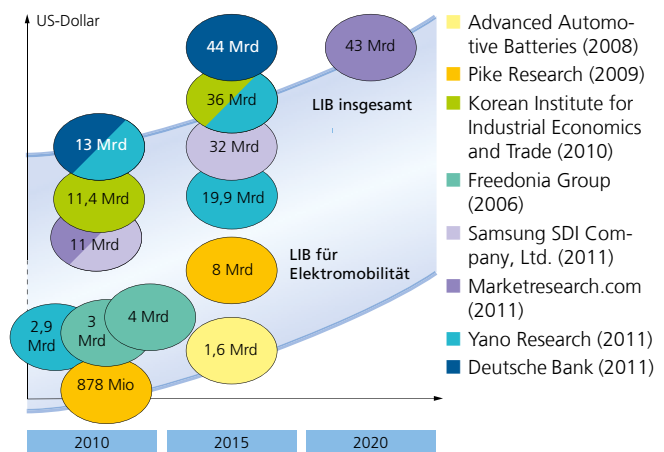 US-Dollar
44 Mrd
43 Mrd
36 Mrd
LIB insgesamt
13 Mrd
32 Mrd
11,4 Mrd
19,9 Mrd
11 Mrd
LIB für
Elektromobilität
8 Mrd
2,9
Mrd
3
Mrd
4 Mrd
1,6 Mrd
878 Mio
2010
2015
2020
Advanced Automo-
tive Batteries (2008)
Pike Research (2009)
Korean Institute for
Industrial Economics
and Trade (2010)
Freedonia Group
(2006)
Samsung SDI Com-
pany, Ltd. (2011)
Marketresearch.com
(2011)
Yano Research (2011)
Deutsche Bank (2011)